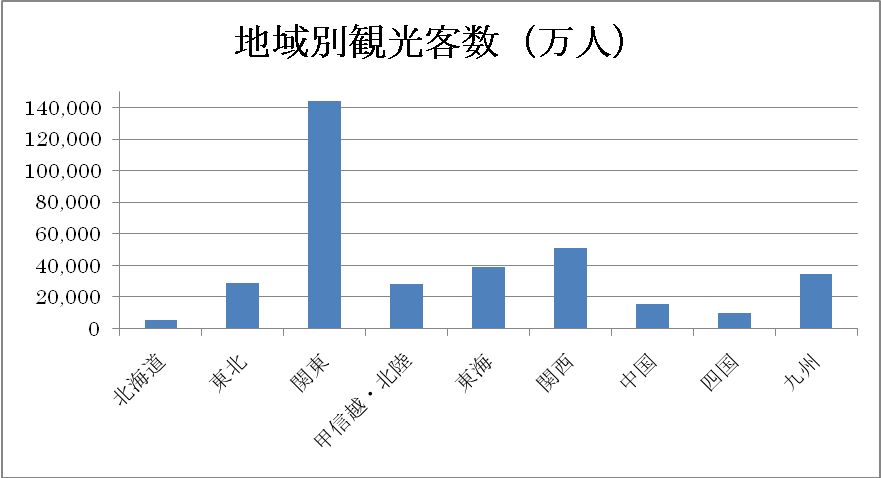 地域別観光客数（万人）
140,000
120,000
100,000
80,000
60,000
40,000
20,000
0
北海道
東北
関東
甲信越・北陸
東海
関西
中国
四国
九州